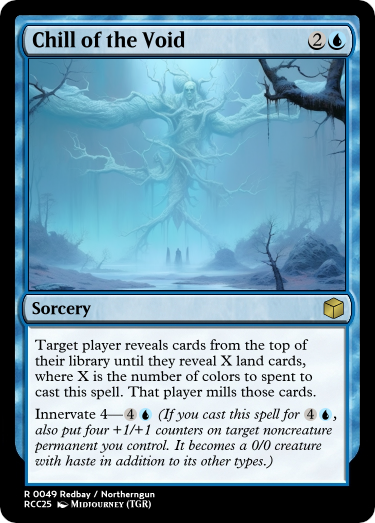 Chill of the Void 2
Sorcery
Target player reveals cards from the top of
their library until they reveal X land cards,
where X is the number of colors to spent to
cast this spell. That player mills those cards.
Innervate 4—4 (If you cast this spell for 4 ,
also put four +1/+1 counters on target noncreature
permanent you control. It becomes a 0/0 creature
with haste in addition to its other types.)
R 0049 Redbay / Northerngun
RCC25 Midjourney (TGR)